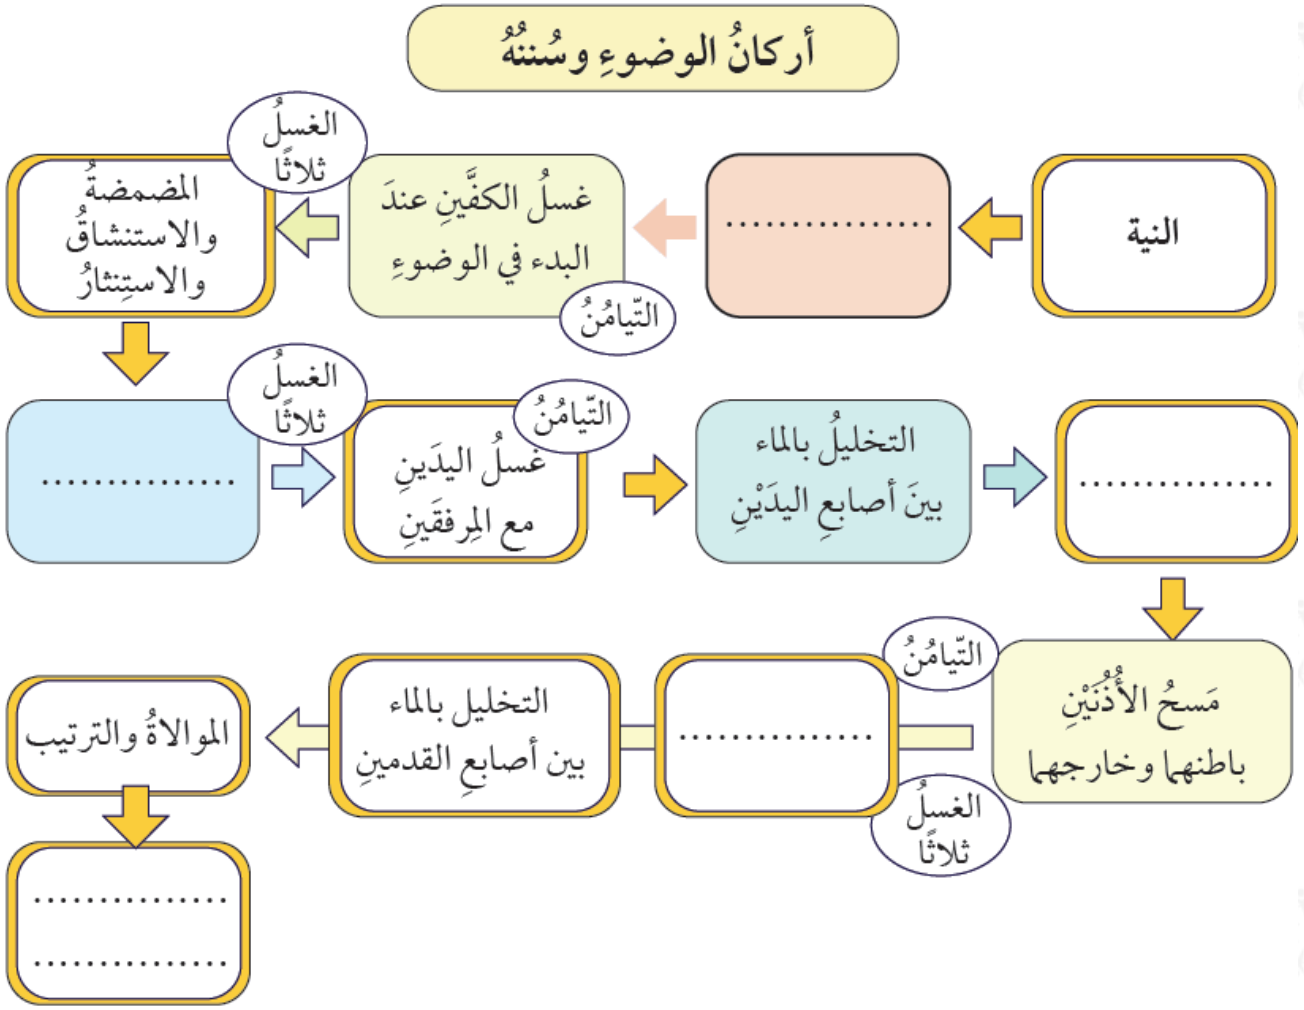 أركانُ الوضوءِ وسُننُهُ
النية
..................
غسلُ الكفَّينِ عندَ
البدء في الوضوءِ
التّيامُنُ
الغسلُ
ثلاثًا
المضمضةُ
والاستنشاقُ
والاستِنثارُ
...............
الغسلُ
ثلاثًا
غسلُ اليدَينِ
مع المِرفقَينِ
التّيامُنُ
التخليلُ بالماء
بينَ أصابعِ اليدَيْنِ
...............
مَسحُ الأُذُنَيْنِ
باطنهما وخارجهما
التّيامُنُ
الغسلُ
ثلاثًا
...............
التخليل بالماء
بين أصابعِ القدمينِ
الموالاةُ والترتيب
...............
...............